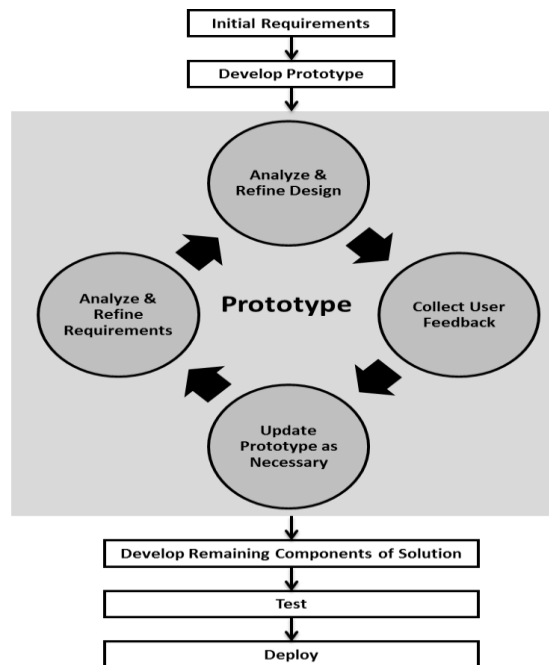 Initial Requirements
Develop Prototype
Analyze &
Refine Design
Prototype
Analyze &
Refine
Requirements
Collect User
Feedback
Update
Prototype as
Necessary
Develop Remaining Components of Solution
Test
Deploy